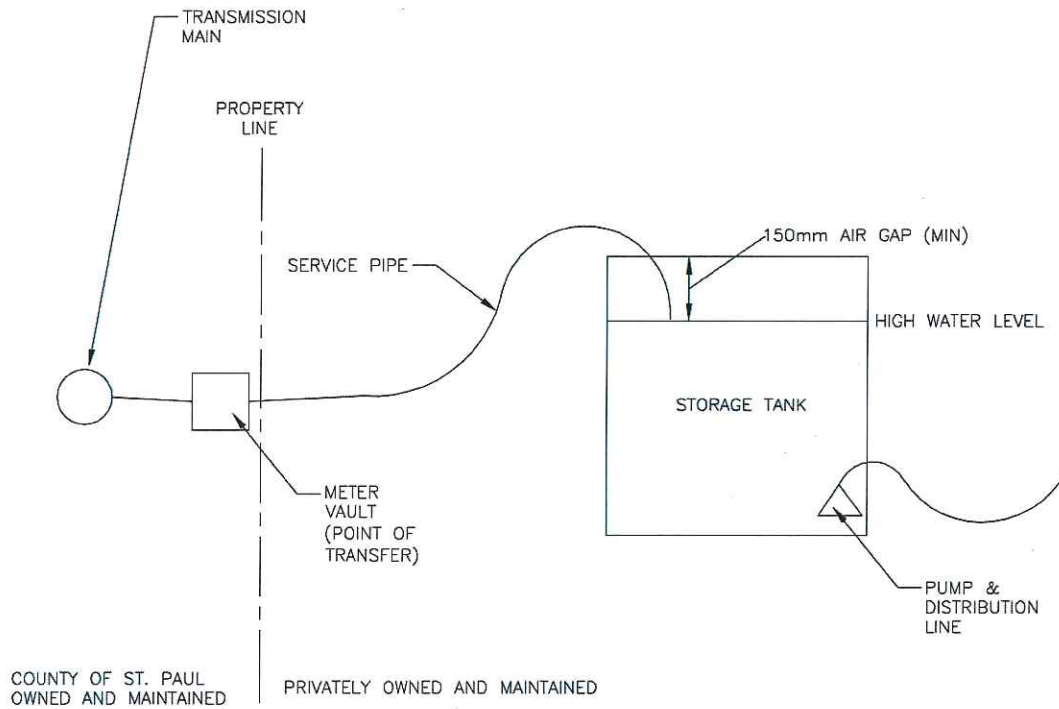 TRANSMISSION
MAIN
PROPERTY
LINE
150mm AIR GAP (MIN)
SERVICE PIPE
HIGH WATER LEVEL
STORAGE TANK
METER
VAULT
(POINT OF
TRANSFER)
PUMP &
DISTRIBUTION
LINE
COUNTY OF ST. PAUL
OWNED AND MAINTAINED
PRIVATELY OWNED AND MAINTAINED